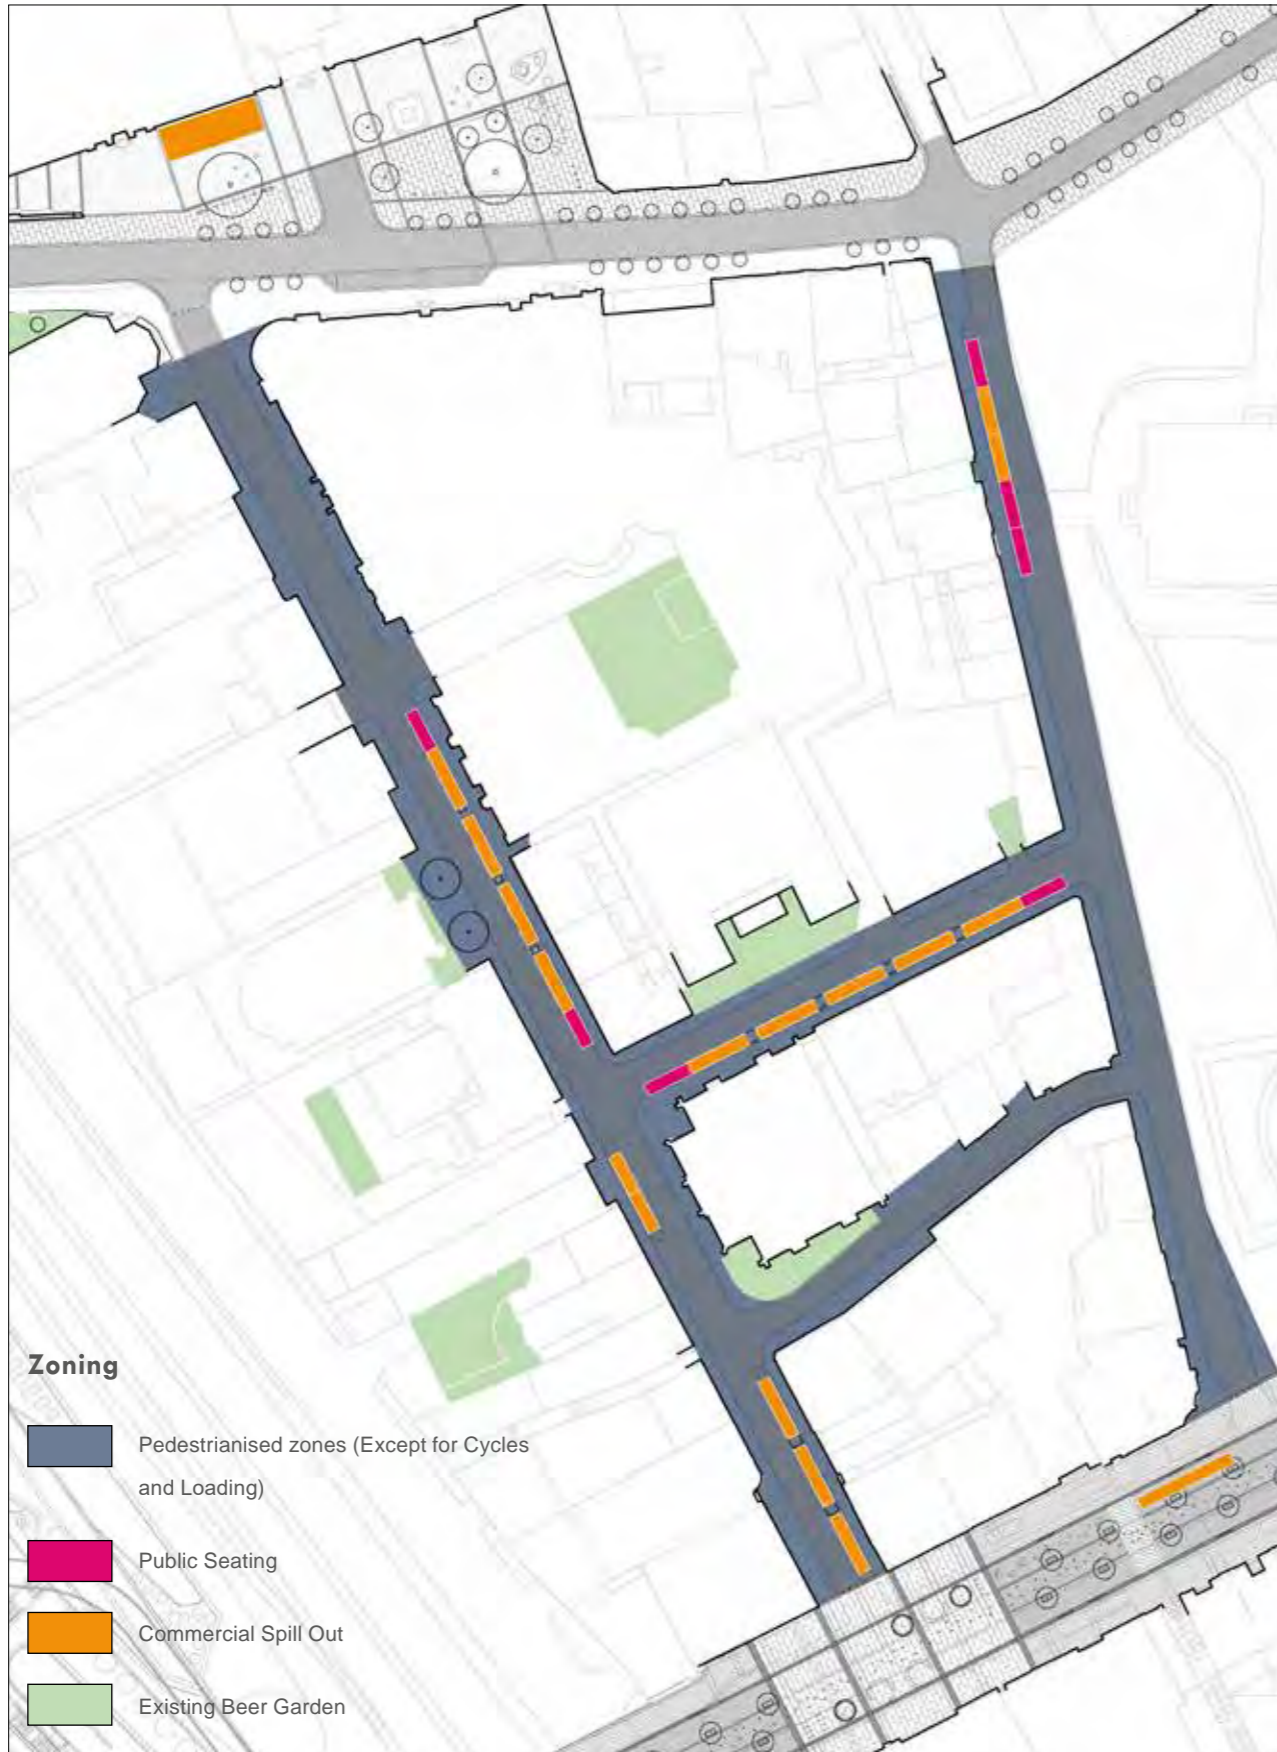 Zoning
Pedestrianised zones (Except for Cycles
and Loading)
Public Seating
Commercial Spill Out
Existing Beer Garden